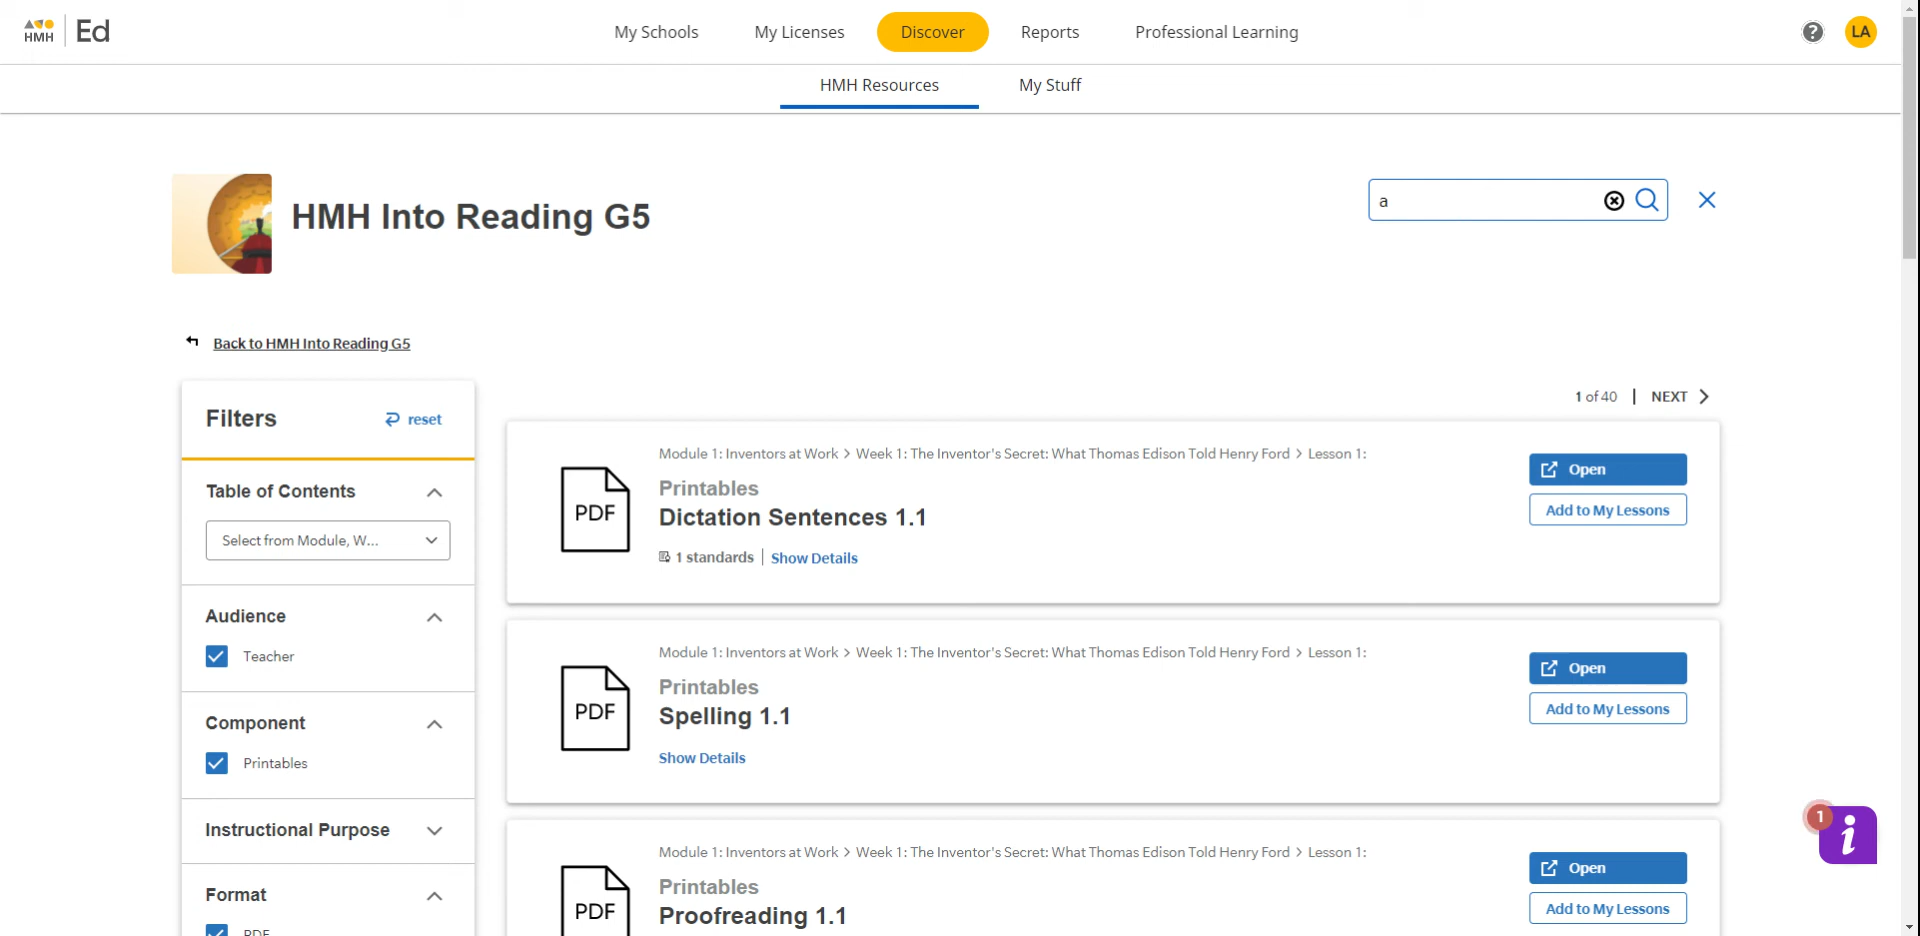 HMH Ed
My Schools
My Licenses
Discover
Reports
Professional Learning
?
LA
HMH Resources
My Stuff
HMH Into Reading G5
a
Back to HMH Into Reading G5
Filters
reset
Table of Contents
Select from Module, W...
Audience
Teacher
Component
Printables
Instructional Purpose
Format
PDF
1 of 40 | NEXT
Module 1: Inventors at Work > Week 1: The Inventor's Secret: What Thomas Edison Told Henry Ford > Lesson 1:
PDF
Printables
Dictation Sentences 1.1
1 standards | Show Details
Open
Add to My Lessons
Module 1: Inventors at Work > Week 1: The Inventor's Secret: What Thomas Edison Told Henry Ford > Lesson 1:
PDF
Printables
Spelling 1.1
Show Details
Open
Add to My Lessons
Module 1: Inventors at Work > Week 1: The Inventor's Secret: What Thomas Edison Told Henry Ford > Lesson 1:
PDF
Printables
Proofreading 1.1
Open
Add to My Lessons
1
i